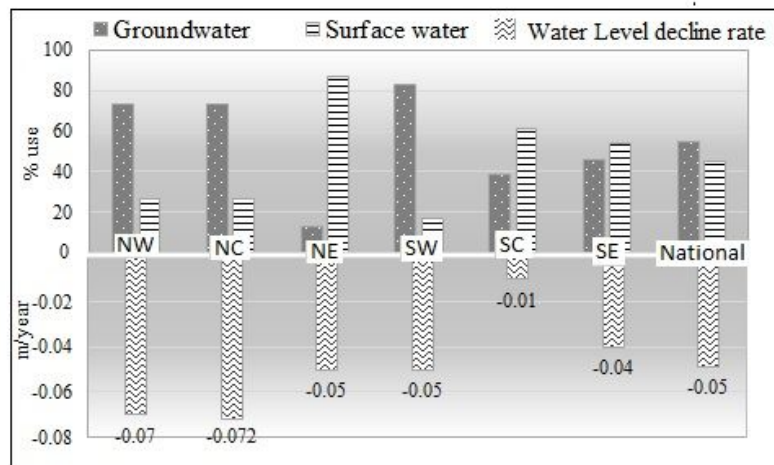 Groundwater Surface water Water Level decline rate
100
80
60
40
20
0
% use
NW NC NE SW SC SE National
-0.02
-0.04
-0.06
-0.08
m/year
-0.07 -0.072 -0.05 -0.05 -0.01 -0.04 -0.05